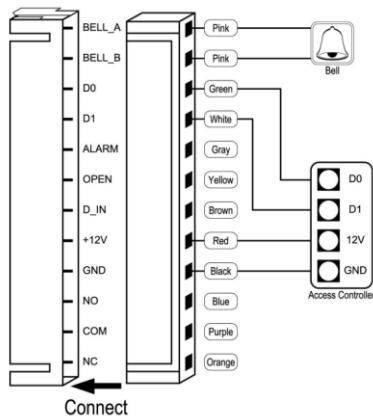 BELL_A
Pink
BELL_B
Pink
Bell
D0
Green
D1
White
ALARM
Gray
OPEN
Yellow
D0
D_IN
Brown
D1
+12V
Red
12V
GND
Black
GND
Access Controller
NO
Blue
COM
Purple
NC
Orange
Connect